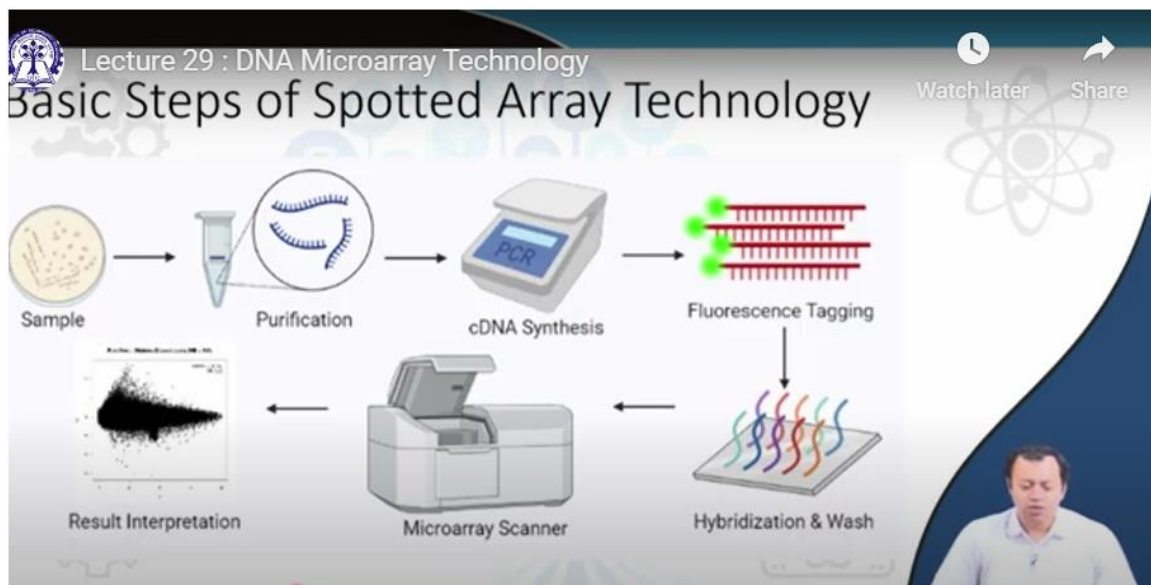 Lecture 29 : DNA Microarray Technology
Watch later
Share
Basic Steps of Spotted Array Technology
PCR
Sample
Purification
cDNA Synthesis
Fluorescence Tagging
Result Interpretation
Microarray Scanner
Hybridization & Wash